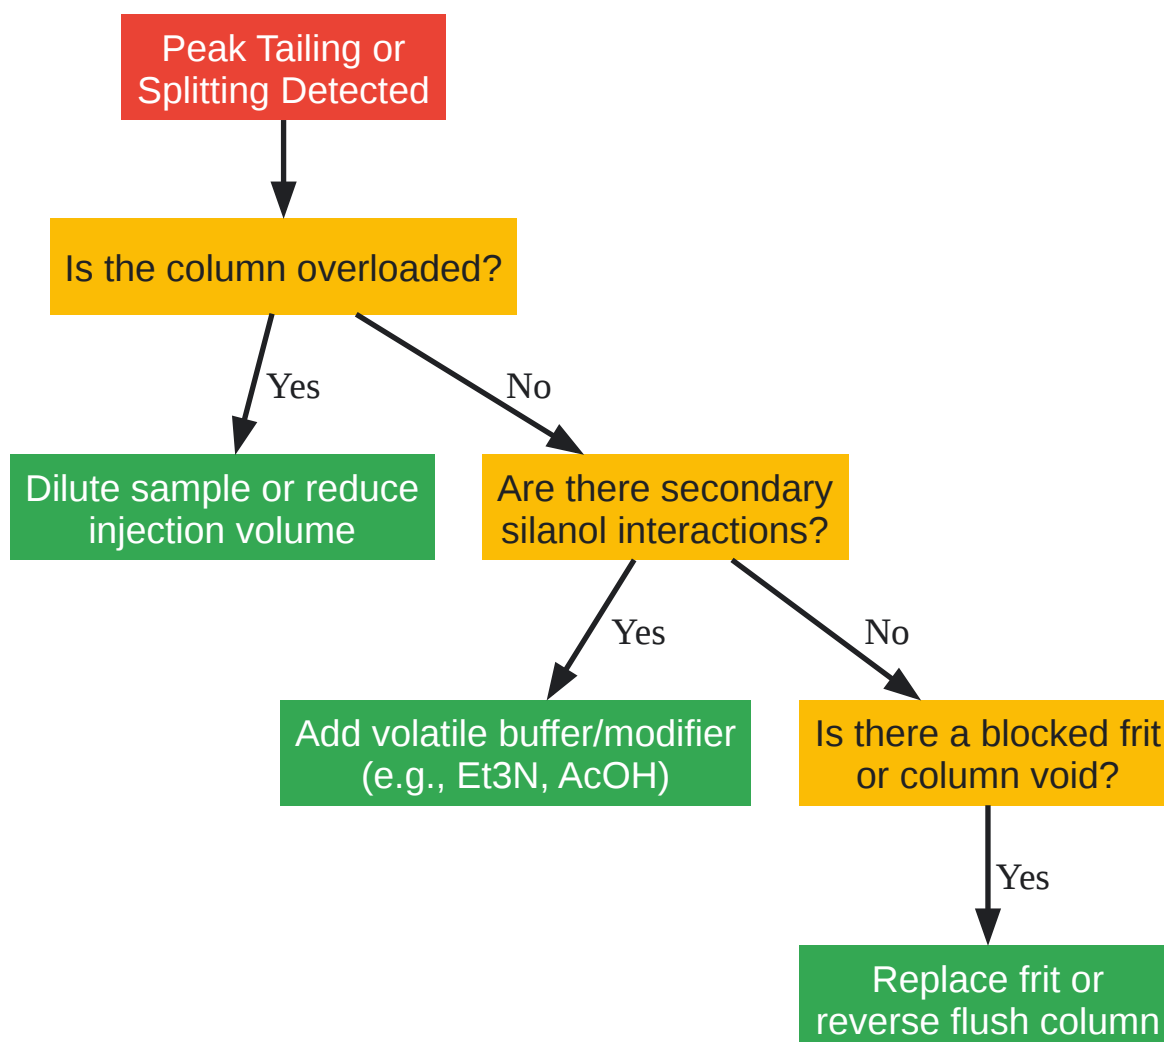 Peak Tailing or
Splitting Detected
Is the column overloaded?
Yes
No
Dilute sample or reduce
injection volume
Are there secondary
silanol interactions?
Yes
No
Add volatile buffer/modifier
(e.g., Et3N, AcOH)
Is there a blocked frit
or column void?
Yes
Replace frit or
reverse flush column